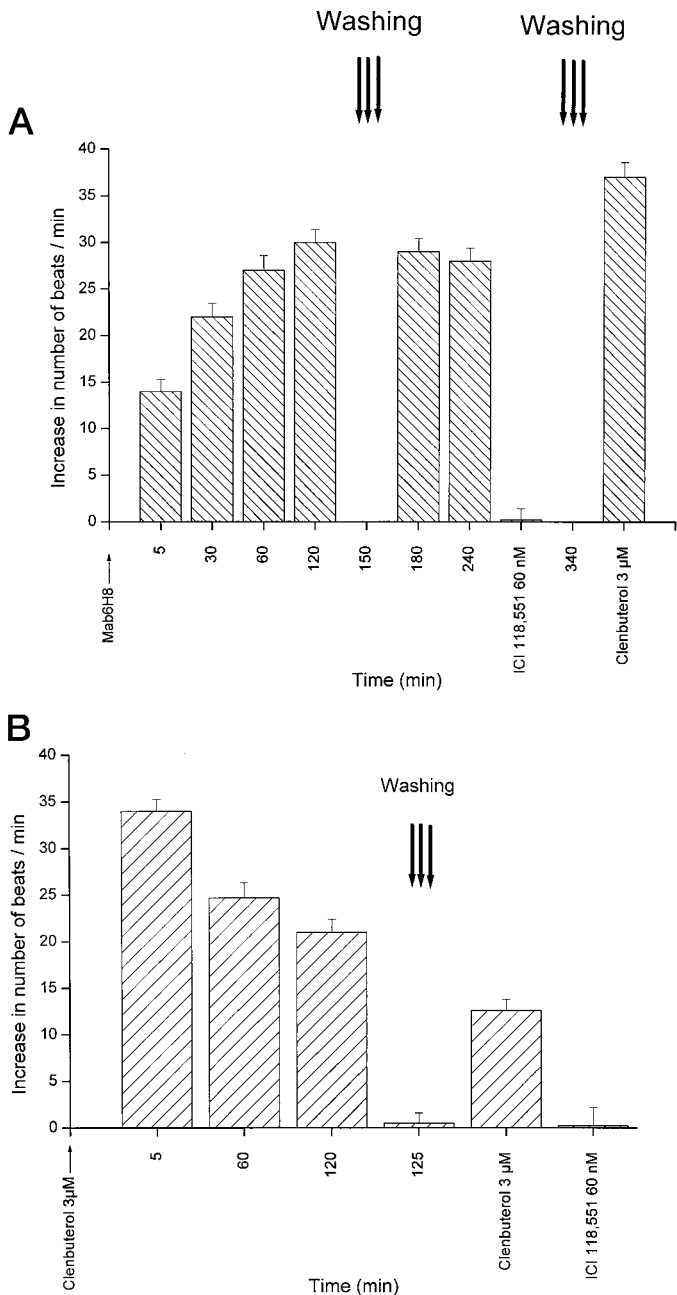 Washing
Washing
A
Increase in number of beats / min
40
35
30
25
20
15
10
5
0
Mab6H8
5
30
60
120
150
180
240
ICI 118,551 60 nM
340
Clenbuterol 3 µM
Time (min)
B
Washing
Increase in number of beats / min
40
35
30
25
20
15
10
5
0
Clenbuterol 3µM
5
60
120
125
Clenbuterol 3 µM
ICI 118,551 60 nM
Time (min)